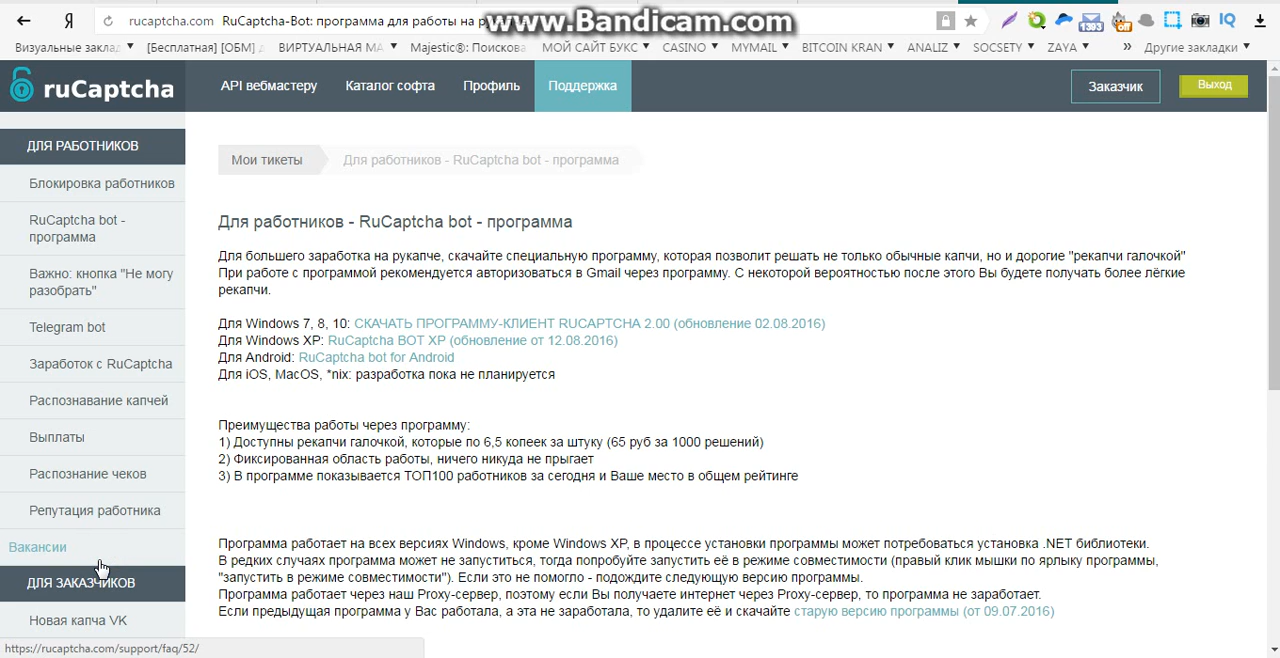 rucaptcha.com RuCaptcha-Bot: программа для работы на
www.Bandicam.com
1393
Off
IQ
Визуальные заклад
[Бесплатная] [ОБМ
ВИРТУАЛЬНАЯ МА
Majestic®: Поискова
МОЙ САЙТ БУКС
CASINO
MYMAIL
BITCOIN KRAN
ANALIZ
SOCSETY
ZAYA
» Другие закладки
ruCaptcha
API вебмастеру
Каталог софта
Профиль
Поддержка
Заказчик
Выход
ДЛЯ РАБОТНИКОВ
Блокировка работников
RuCaptcha bot -
программа
Важно: кнопка "Не могу
разобрать"
Telegram bot
Заработок с RuCaptcha
Распознавание капчей
Выплаты
Распознание чеков
Репутация работника
Вакансии
ДЛЯ ЗАКАЗЧИКОВ
Новая капча VK
https://rucaptcha.com/support/faq/52/
Мои тикеты
Для работников - RuCaptcha bot - программа
Для работников - RuCaptcha bot - программа
Для большего заработка на рукапче, скачайте специальную программу, которая позволит решать не только обычные капчи, но и дорогие "рекапчи галочкой"
При работе с программой рекомендуется авторизоваться в Gmail через программу. С некоторой вероятностью после этого Вы будете получать более лёгкие
рекапчи.
Для Windows 7, 8, 10: СКАЧАТЬ ПРОГРАММУ-КЛИЕНТ RUCAPTCHA 2.00 (обновление 02.08.2016)
Для Windows XP: RuCaptcha BOT XP (обновление от 12.08.2016)
Для Android: RuCaptcha bot for Android
Для iOS, MacOS, *nix: разработка пока не планируется
Преимущества работы через программу:
1) Доступны рекапчи галочкой, которые по 6,5 копеек за штуку (65 руб за 1000 решений)
2) Фиксированная область работы, ничего никуда не прыгает
3) В программе показывается ТОП100 работников за сегодня и Ваше место в общем рейтинге
Программа работает на всех версиях Windows, кроме Windows XP, в процессе установки программы может потребоваться установка .NET библиотеки.
В редких случаях программа может не запуститься, тогда попробуйте запустить её в режиме совместимости (правый клик мышки по ярлыку программы,
"запустить в режиме совместимости"). Если это не помогло - подождите следующую версию программы.
Программа работает через наш Proxy-сервер, поэтому если Вы получаете интернет через Proxy-сервер, то программа не заработает.
Если предыдущая программа у Вас работала, а эта не заработала, то удалите её и скачайте старую версию программы (от 09.07.2016)